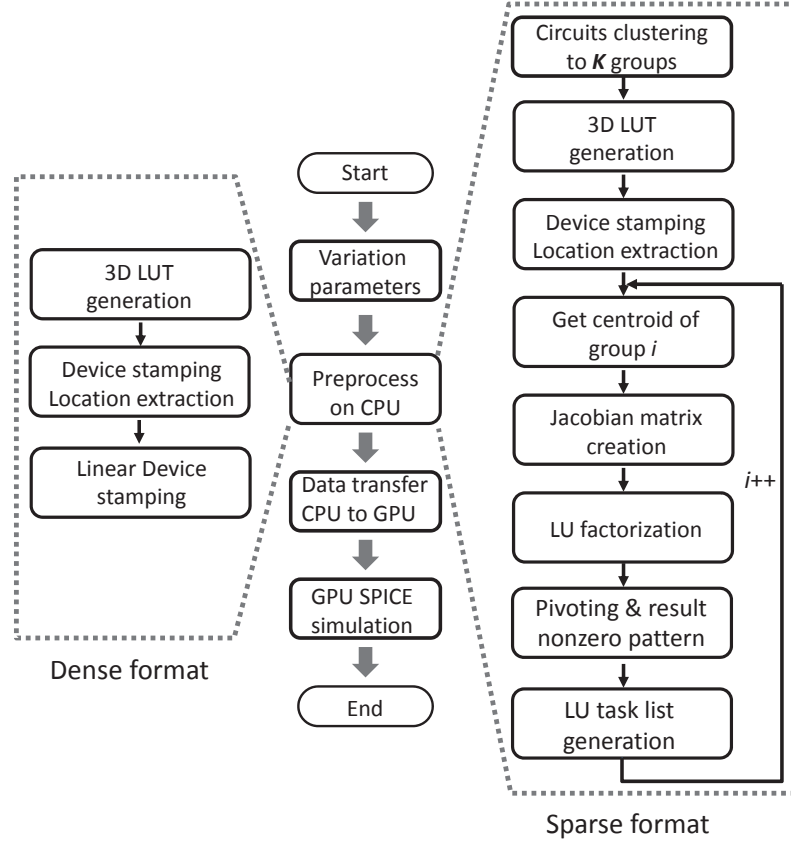 3D LUT
generation
Device stamping
Location extraction
Linear Device
stamping
Dense format
Start
Variation
parameters
Preprocess
on CPU
Data transfer
CPU to GPU
GPU SPICE
simulation
End
Circuits clustering
to K groups
3D LUT
generation
Device stamping
Location extraction
Get centroid of
group i
Jacobian matrix
creation
LU factorization
Pivoting & result
nonzero pattern
LU task list
generation
i++
Sparse format